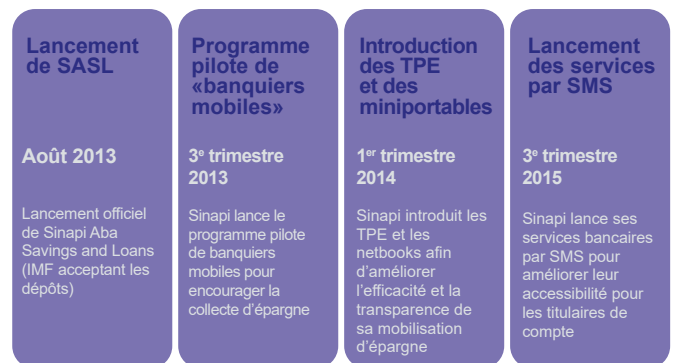 Lancement
de SASL
Août 2013
Lancement officiel
de Sinapi Aba
Savings and Loans
(IMF acceptant les
dépôts)
Programme
pilote de
«banquiers
mobiles»
3e trimestre
2013
Sinapi lance le
programme pilote
de banquiers
mobiles pour
encourager la
collecte d’épargne
Introduction
des TPE
et des
miniportables
1er trimestre
2014
Sinapi introduit les
TPE et les
netbooks afin
d’améliorer
l’efficacité et la
transparence de
sa mobilisation
d’épargne
Lancement
des services
par SMS
3e trimestre
2015
Sinapi lance ses
services bancaires
par SMS pour
améliorer leur
accessibilité pour
les titulaires de
compte